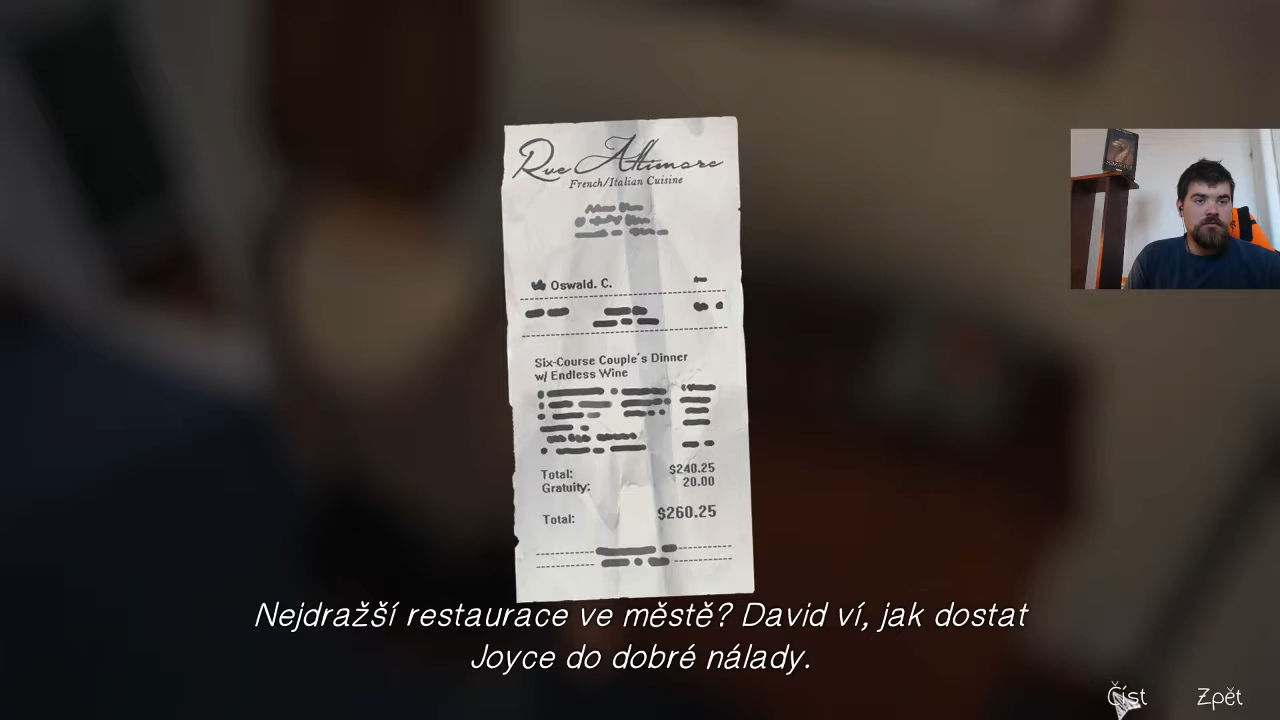 Rue Altimore
French/Italian Cuisine
Oswald. C.
Six-Course Couple's Dinner
w/ Endless Wine
Total: $240.25
Gratuity: 20.00
Total: $260.25
Nejdražší restaurace ve městě? David ví, jak dostat
Joyce do dobré nálady.
Číst Zpět